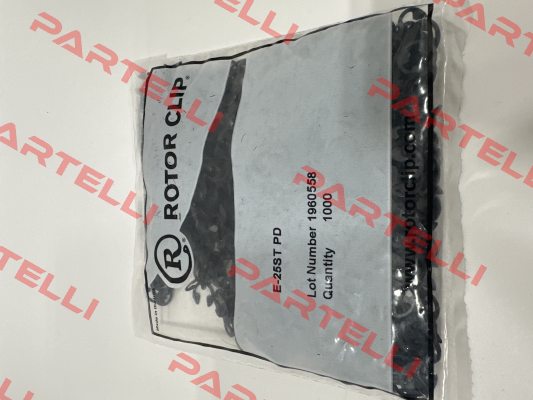 ® ROTOR CLIP®
E-25ST PD
Lot Number 1960558
Quantity 1000
www.rotorclip.com
PARTELLI
PARTELLI
PARTELLI
PARTELLI
PARTELLI
PARTELLI
PARTELLI
PARTELLI